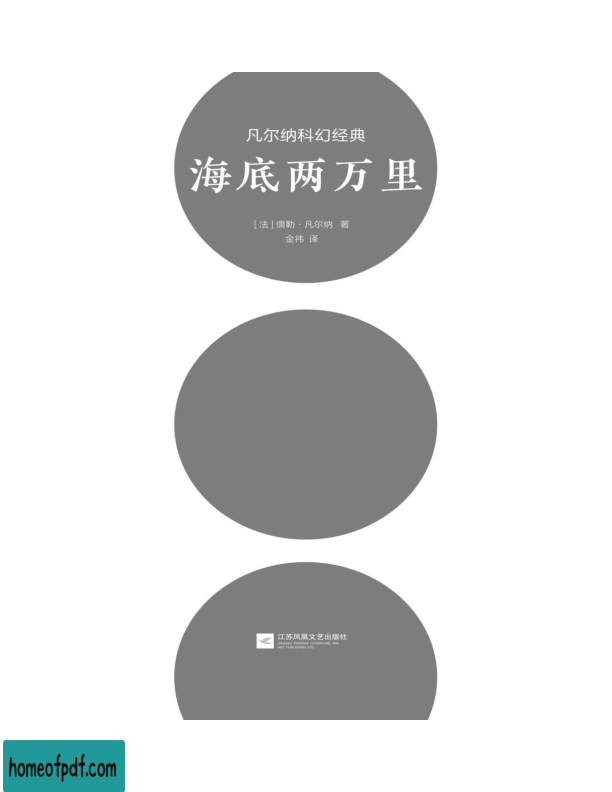 凡尔纳科幻经典
海底两万里
[ 法 ] 儒勒 · 凡尔纳 著
金祎 译
江苏凤凰文艺出版社
JIANGSU PHOENIX LITERATURE AND
ART PUBLISHING, LTD
homeofpdf.com